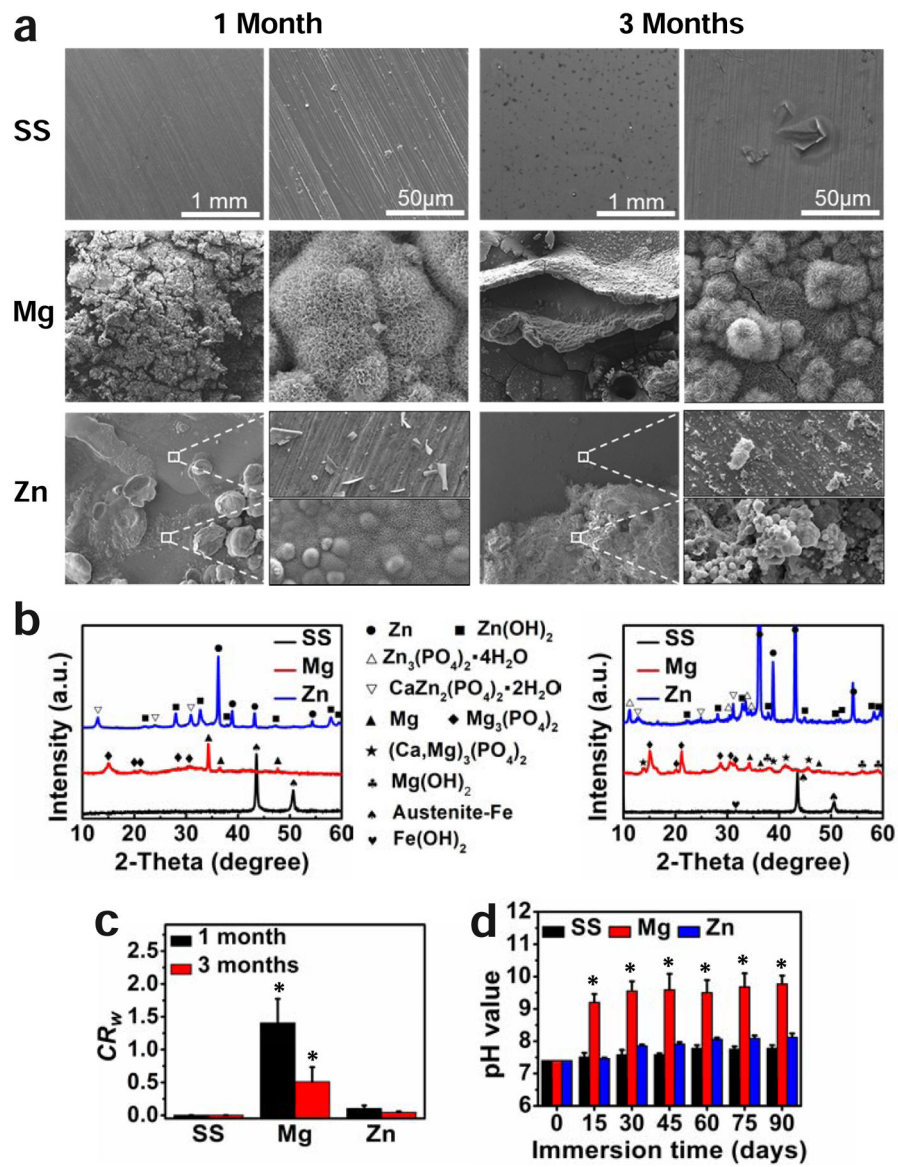 a
1 Month
3 Months
SS
1 mm
50µm
1 mm
50µm
Mg
Zn
b
Intensity (a.u.)
SS
Mg
Zn
10 20 30 40 50 60
2-Theta (degree)
● Zn ■ Zn(OH)₂
△ Zn₃(PO₄)₂·4H₂O
▽ CaZn₂(PO₄)₂·2H₂O
▲ Mg ◆ Mg₃(PO₄)₂
★ (Ca,Mg)₃(PO₄)₂
♣ Mg(OH)₂
♠ Austenite-Fe
♥ Fe(OH)₂
Intensity (a.u.)
SS
Mg
Zn
10 20 30 40 50 60
2-Theta (degree)
c
CRw
1 month
3 months
2.5
2.0
1.5
1.0
0.5
0.0
* *
SS Mg Zn
d
pH value
SS Mg Zn
12
11
10
9
8
7
6
* * * * * *
0 15 30 45 60 75 90
Immersion time (days)